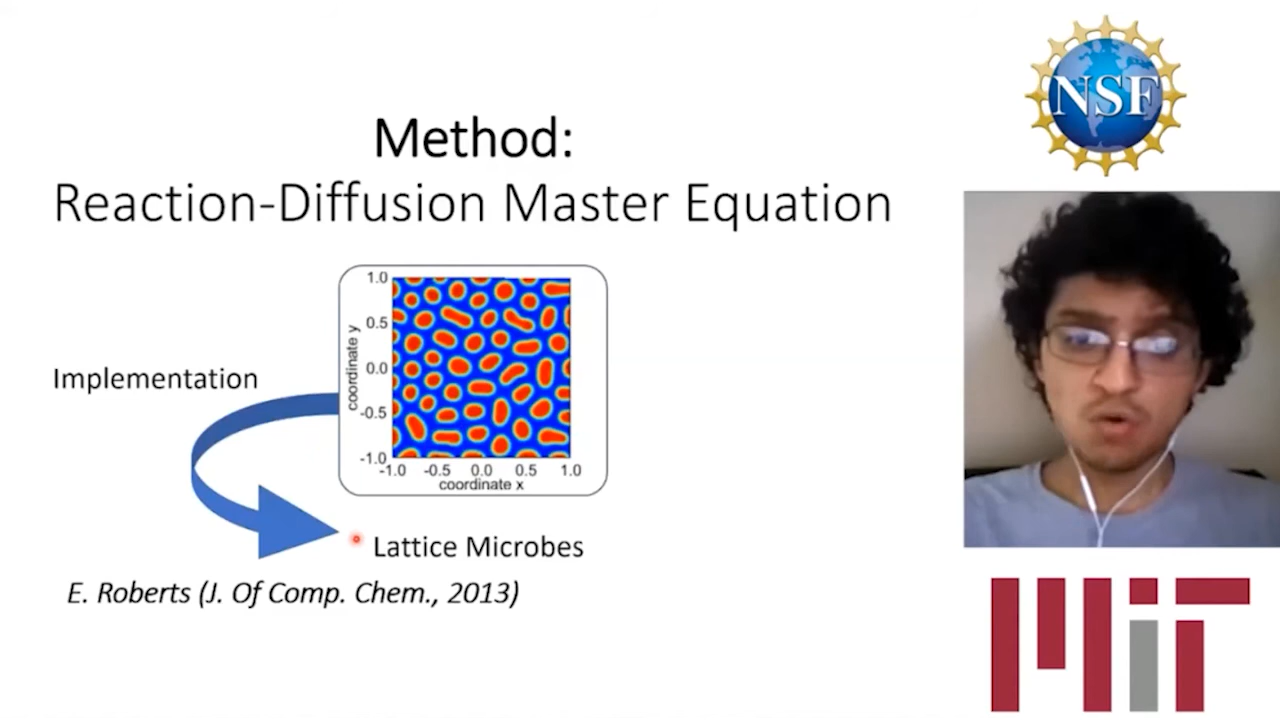 Method:
Reaction-Diffusion Master Equation
Implementation
coordinate y
1.0
0.5
0.0
-0.5
-1.0
-1.0 -0.5 0.0 0.5 1.0
coordinate x
Lattice Microbes
E. Roberts (J. Of Comp. Chem., 2013)
NSF
MIT